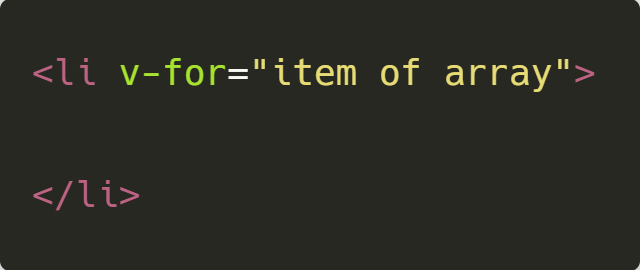 <li v-for="item of array">
</li>